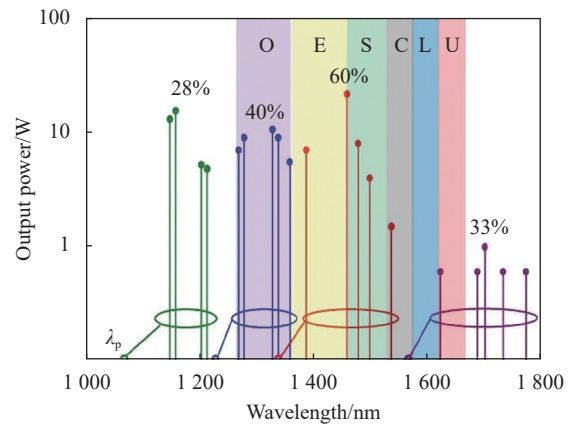 100
O E S C L U
28%
60%
40%
10
Output power/W
33%
1
λp
1 000 1 200 1 400 1 600 1 800
Wavelength/nm